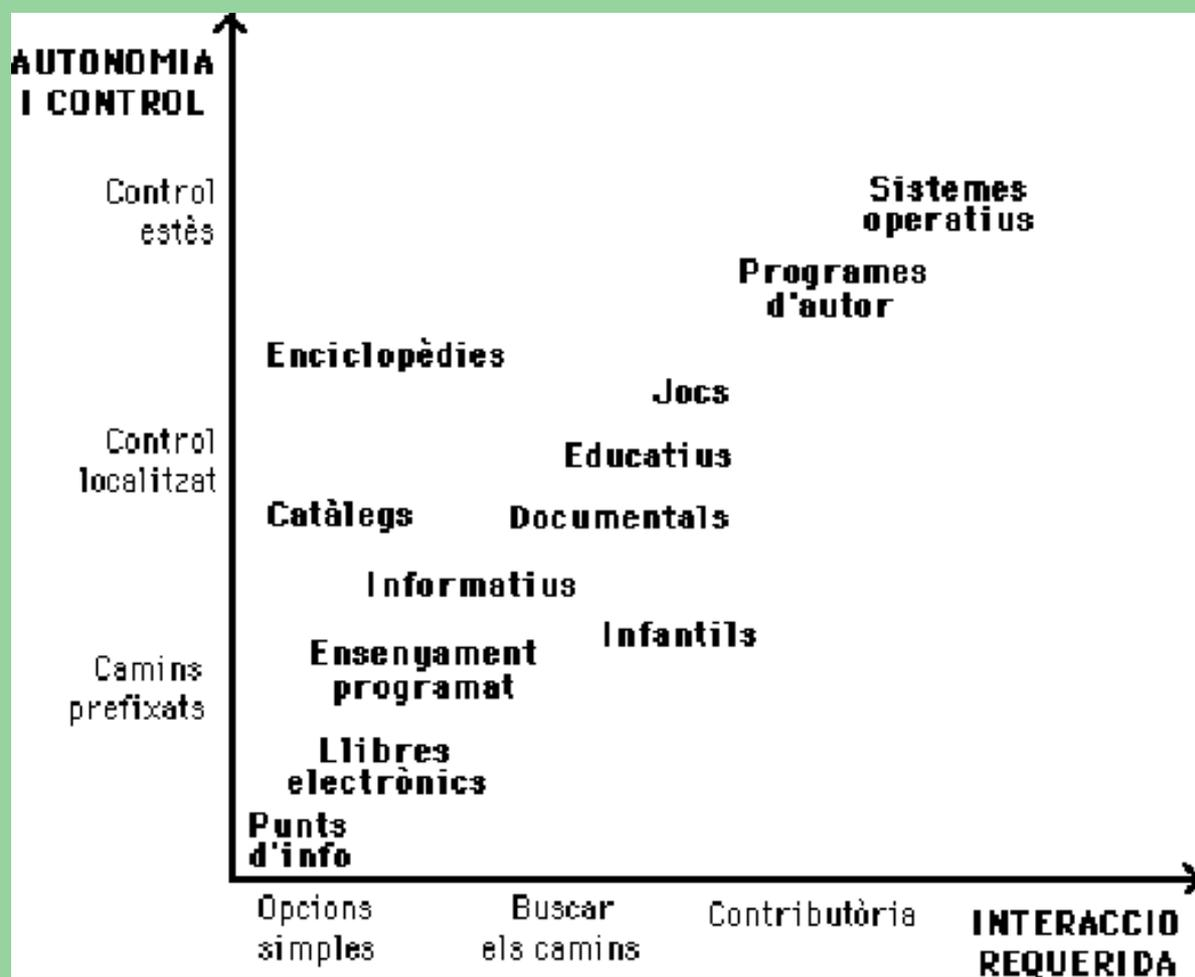 AUTONOMIA
I CONTROL
Control
estès
Sistemes
operatius
Programes
d'autor
Enciclopèdies
Jocs
Control
localitzat
Educatius
Catàlegs
Documentals
Informatius
Infantils
Camins
prefixats
Ensenyament
programat
Llibres
electrònics
Punts
d'info
Opcions
simples
Buscar
els camins
Contributòria
INTERACCIO
REQUERIDA